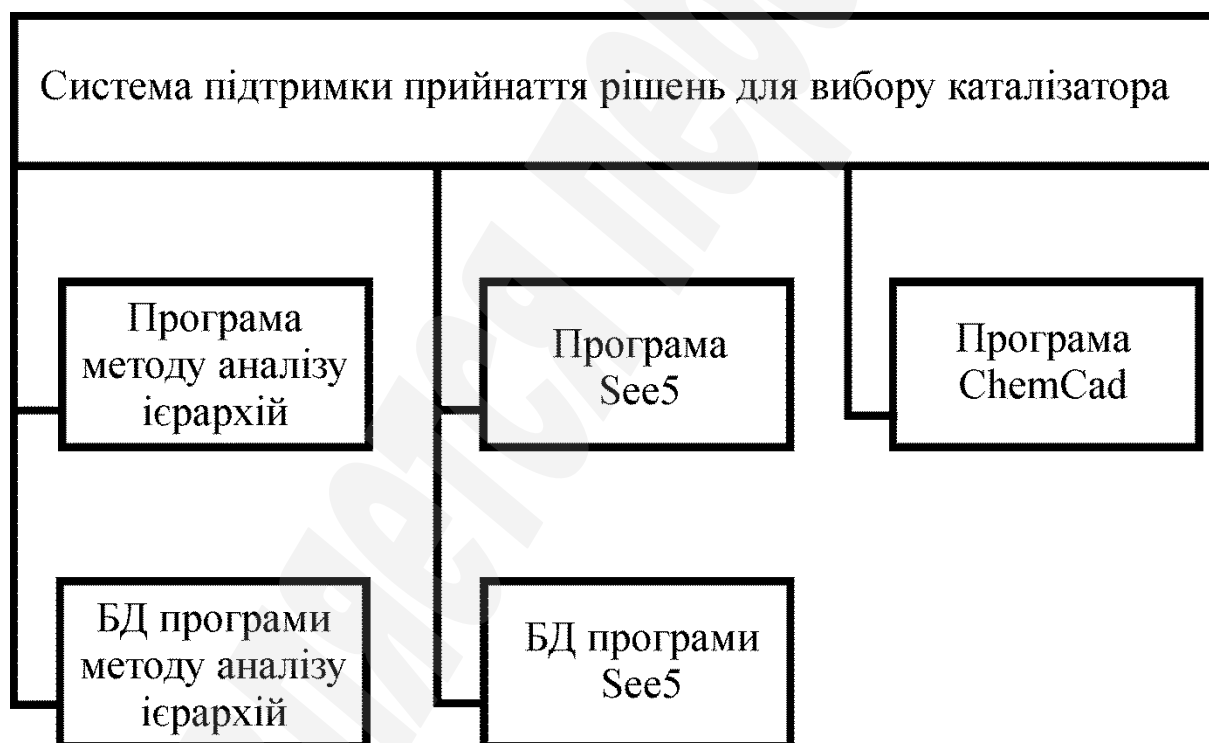 Система підтримки прийнаття рішень для вибору каталізатора
Програма
методу аналізу
ієрархій
Програма
See5
Програма
ChemCad
БД програми
методу аналізу
ієрархій
БД програми
See5